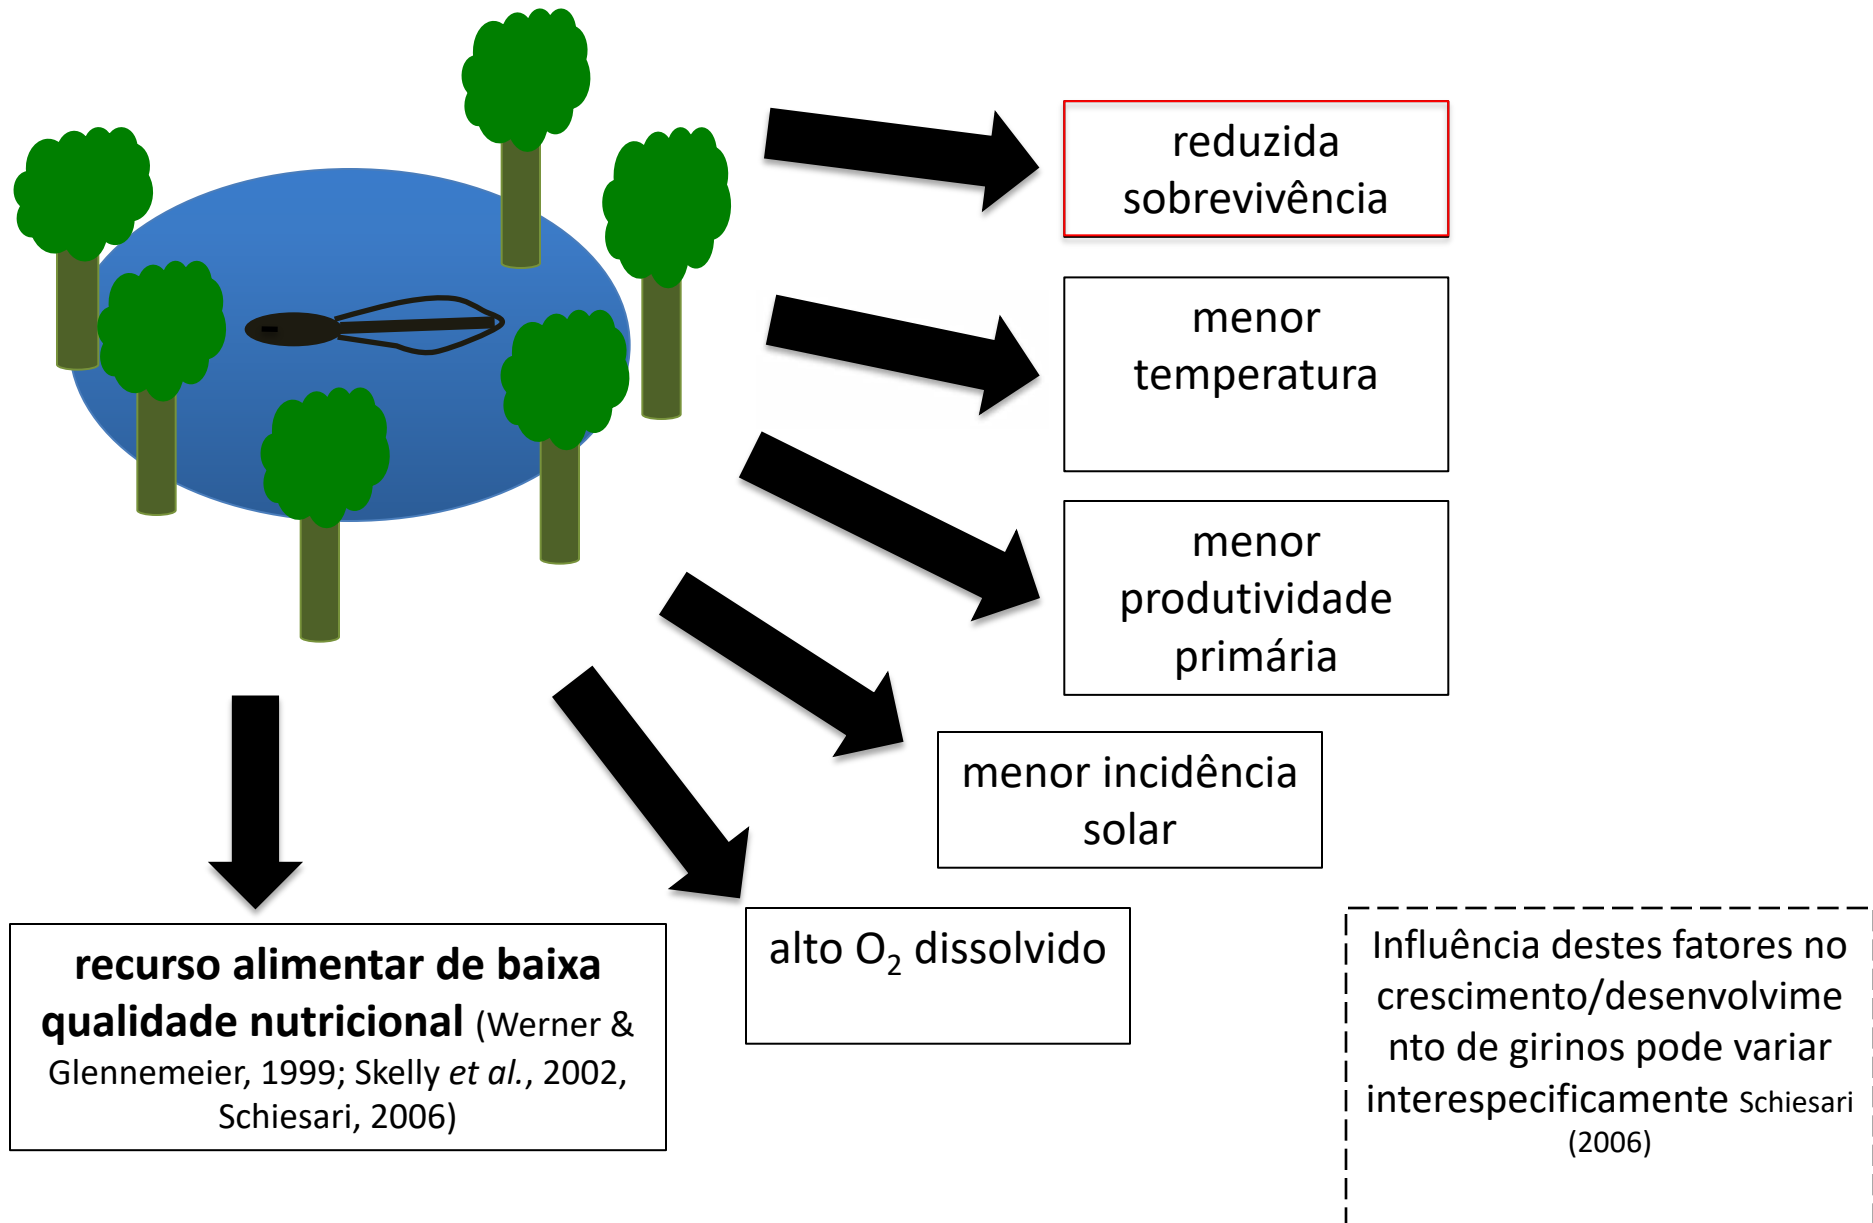 reduzida
sobrevivência
menor
temperatura
menor
produtividade
primária
menor incidência
solar
alto O₂ dissolvido
recurso alimentar de baixa
qualidade nutricional (Werner &
Glennemeier, 1999; Skelly et al., 2002,
Schiesari, 2006)
Influência destes fatores no
crescimento/desenvolvime
nto de girinos pode variar
interespecificamente Schiesari
(2006)